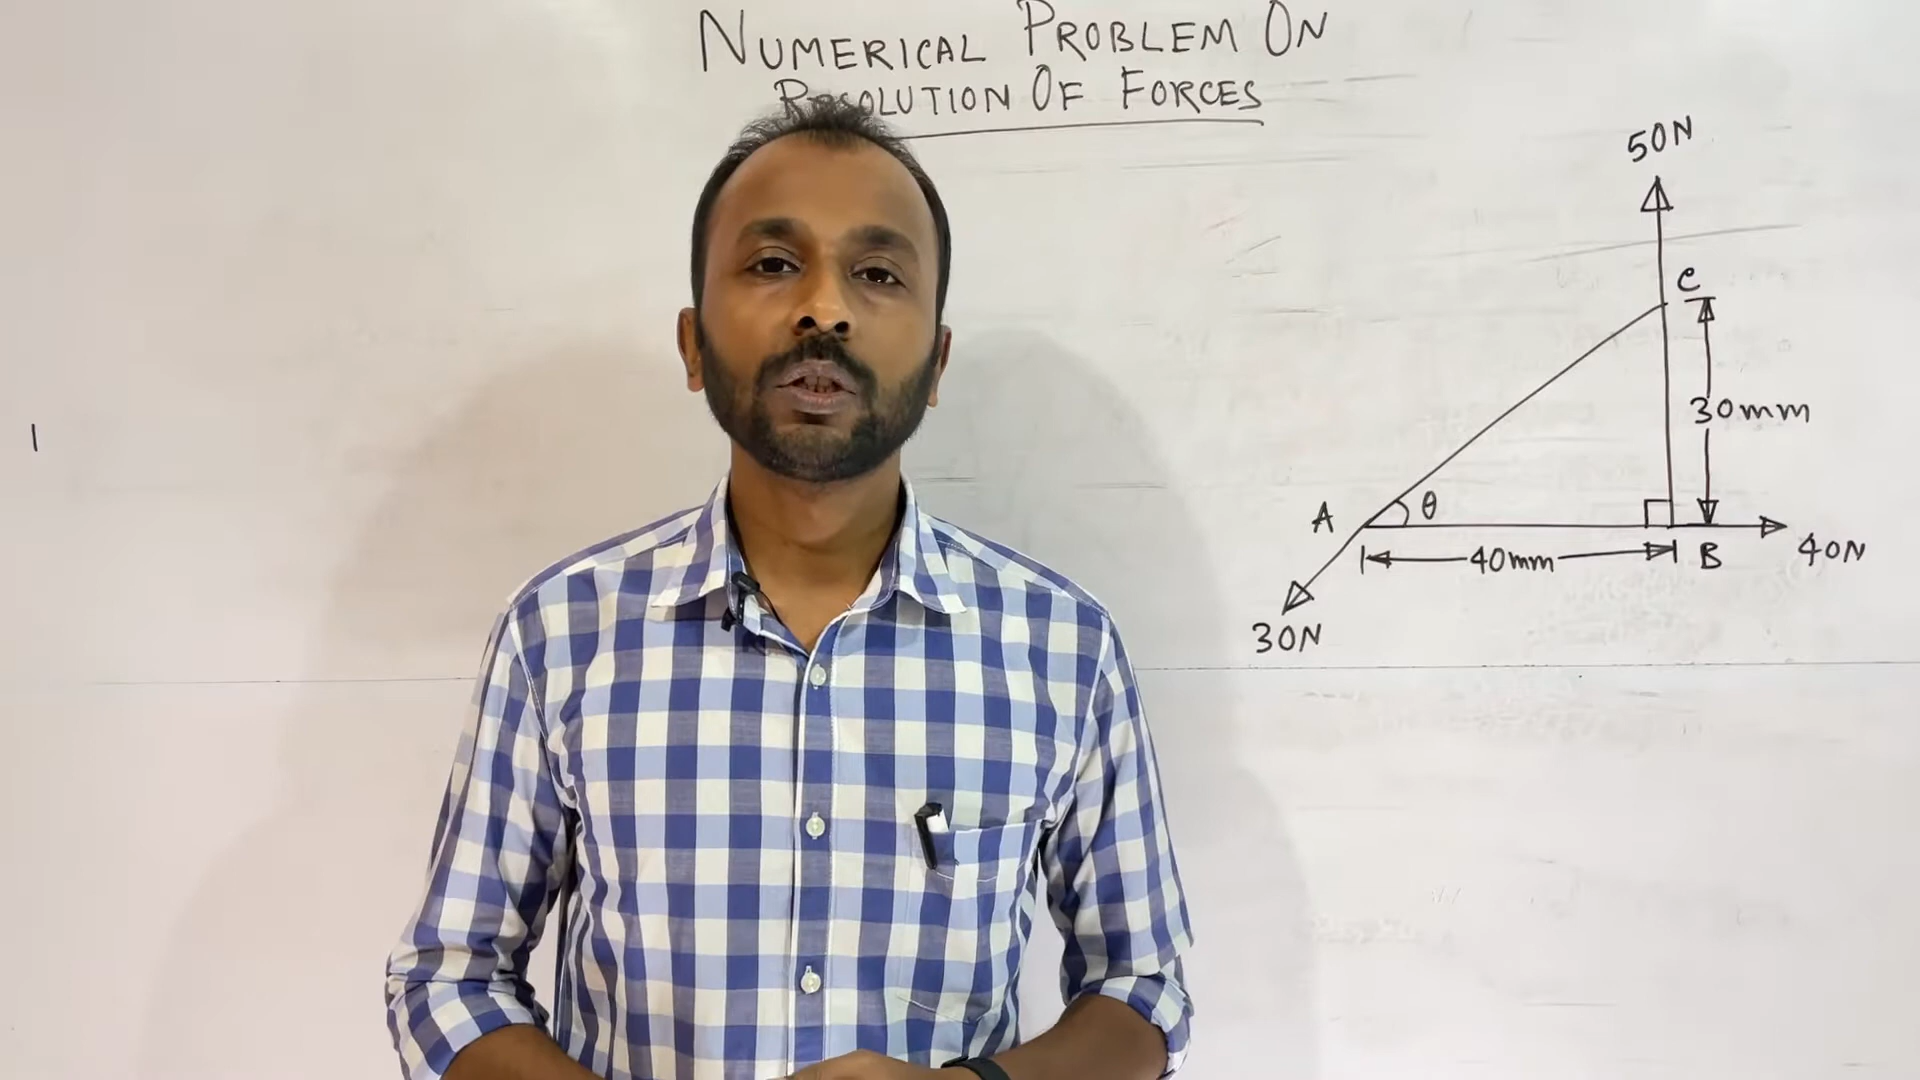 NUMERICAL PROBLEM ON
RESOLUTION OF FORCES
50N
C
30mm
A
θ
40mm
B
40N
30N